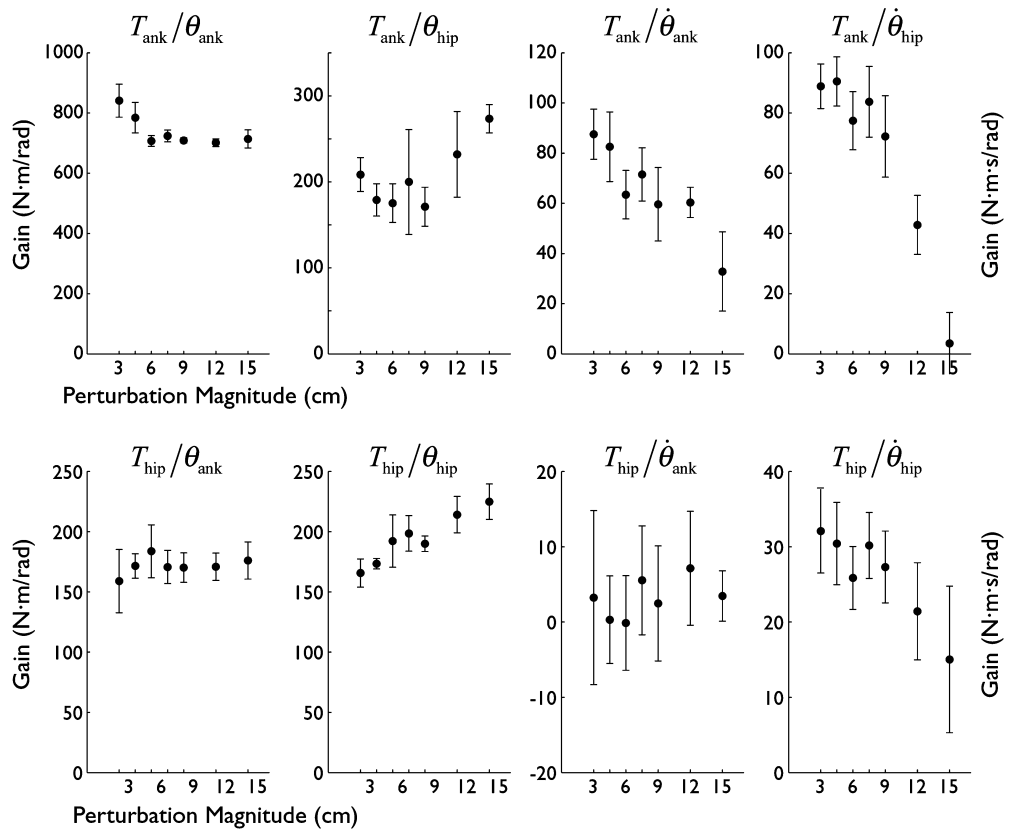 T_ank/θ_ank T_ank/θ_hip T_ank/θ̇_ank T_ank/θ̇_hip
1000 120 100
800 300 100 80
600 200 80 60
400 100 60 40
200 40 20
0 0 20 0
0
Gain (N·m/rad) Gain (N·m·s/rad)
3 6 9 12 15 3 6 9 12 15 3 6 9 12 15 3 6 9 12 15
Perturbation Magnitude (cm)
T_hip/θ_ank T_hip/θ_hip T_hip/θ̇_ank T_hip/θ̇_hip
250 250 20 40
200 200 10 30
150 150 0 20
100 100 -10 10
50 50 -20 0
0 0
Gain (N·m/rad) Gain (N·m·s/rad)
3 6 9 12 15 3 6 9 12 15 3 6 9 12 15 3 6 9 12 15
Perturbation Magnitude (cm)